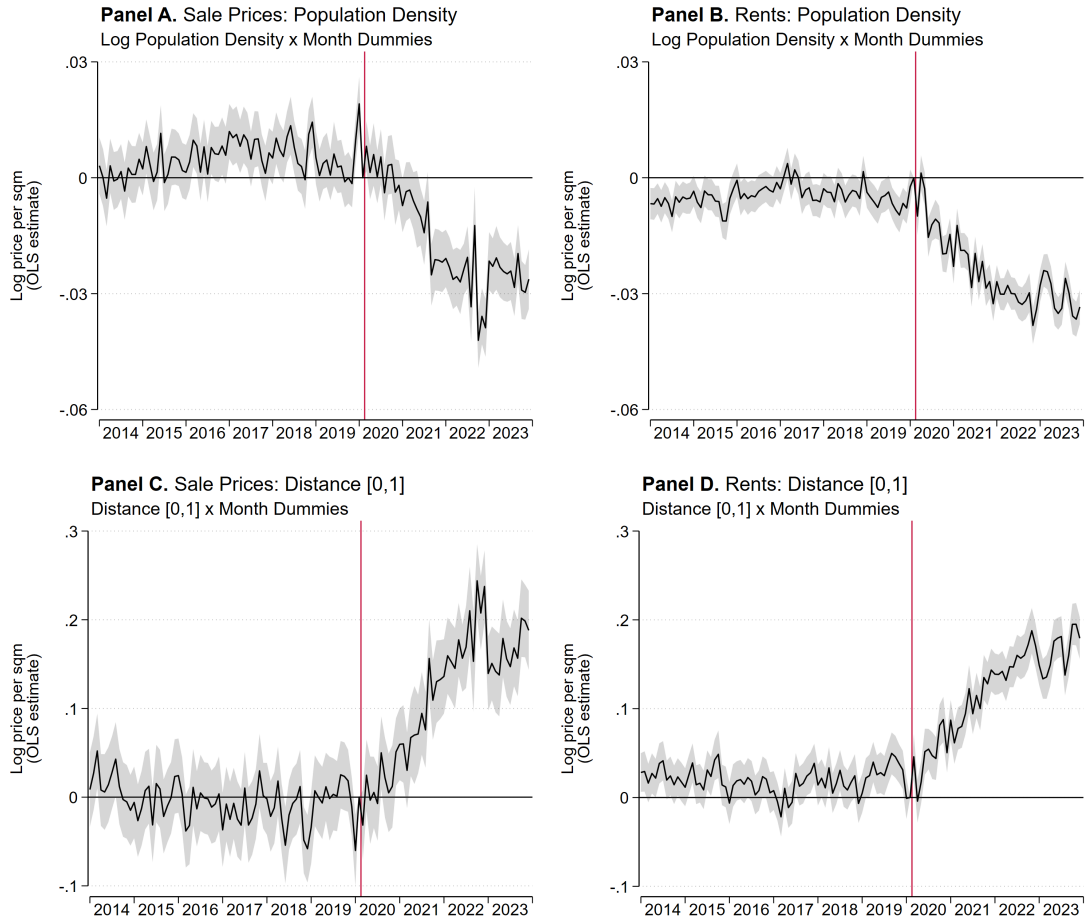 Panel A. Sale Prices: Population Density
Log Population Density x Month Dummies
Log price per sqm
(OLS estimate)
.03
0
-.03
-.06
2014 2015 2016 2017 2018 2019 2020 2021 2022 2023
Panel B. Rents: Population Density
Log Population Density x Month Dummies
Log price per sqm
(OLS estimate)
.03
0
-.03
-.06
2014 2015 2016 2017 2018 2019 2020 2021 2022 2023
Panel C. Sale Prices: Distance [0,1]
Distance [0,1] x Month Dummies
Log price per sqm
(OLS estimate)
.3
.2
.1
0
-.1
2014 2015 2016 2017 2018 2019 2020 2021 2022 2023
Panel D. Rents: Distance [0,1]
Distance [0,1] x Month Dummies
Log price per sqm
(OLS estimate)
.3
.2
.1
0
-.1
2014 2015 2016 2017 2018 2019 2020 2021 2022 2023